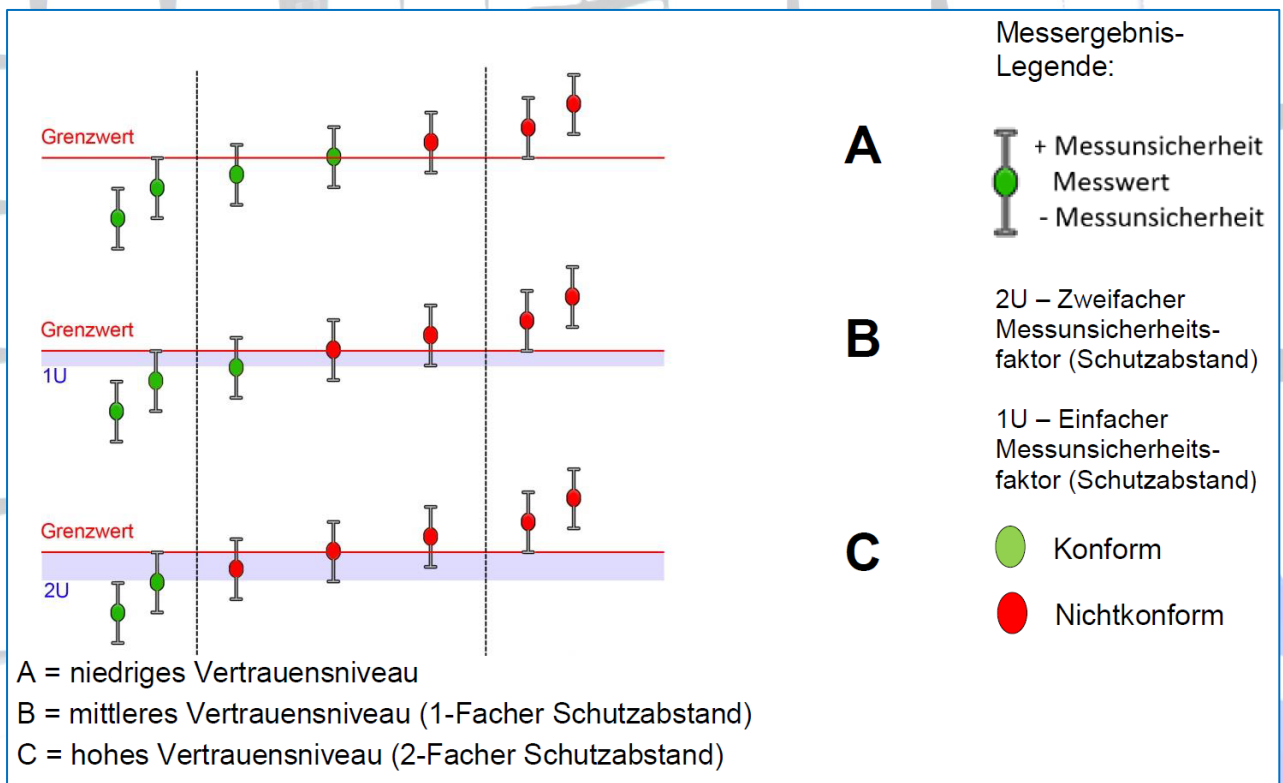 Grenzwert
A
Grenzwert
1U
B
Grenzwert
2U
C
Messergebnis-
Legende:
+ Messunsicherheit
Messwert
- Messunsicherheit
2U – Zweifacher
Messunsicherheits-
faktor (Schutzabstand)
1U – Einfacher
Messunsicherheits-
faktor (Schutzabstand)
Konform
Nichtkonform
A = niedriges Vertrauensniveau
B = mittleres Vertrauensniveau (1-Facher Schutzabstand)
C = hohes Vertrauensniveau (2-Facher Schutzabstand)